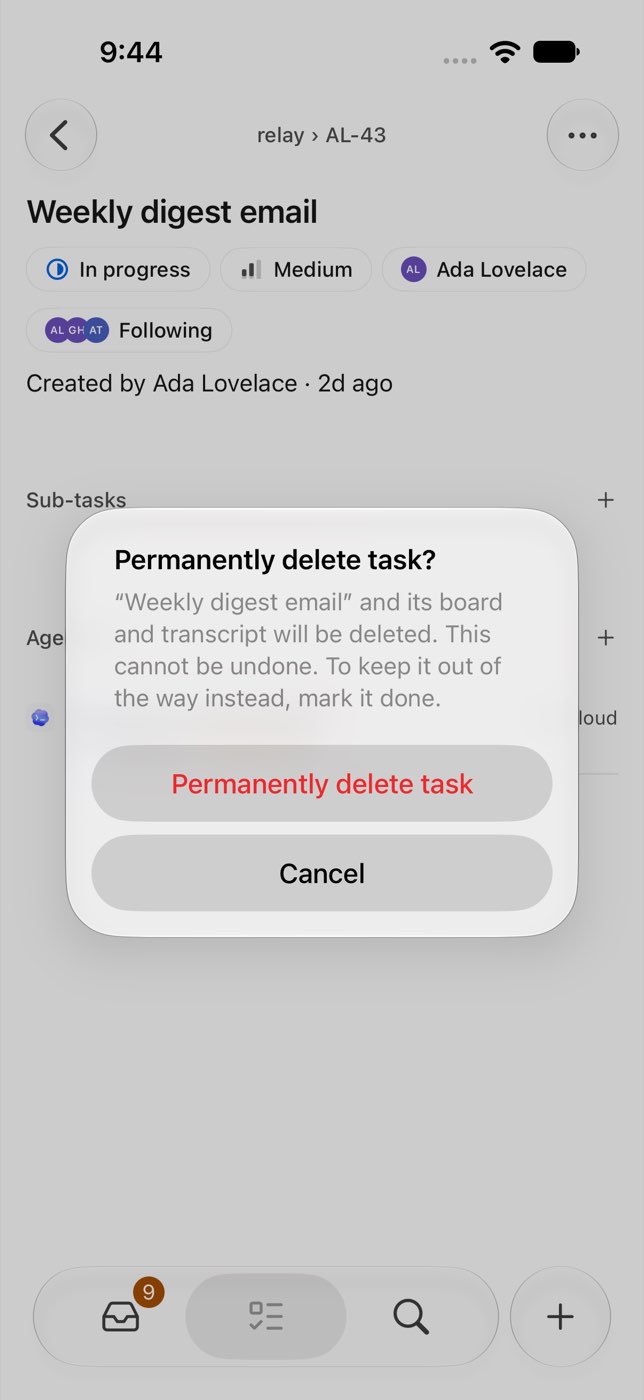 9:44
relay › AL-43
Weekly digest email
In progress
Medium
AL Ada Lovelace
AL GH AT Following
Created by Ada Lovelace · 2d ago
Sub-tasks
Permanently delete task?
“Weekly digest email” and its board
and transcript will be deleted. This
cannot be undone. To keep it out of
the way instead, mark it done.
Age
loud
Permanently delete task
Cancel
9